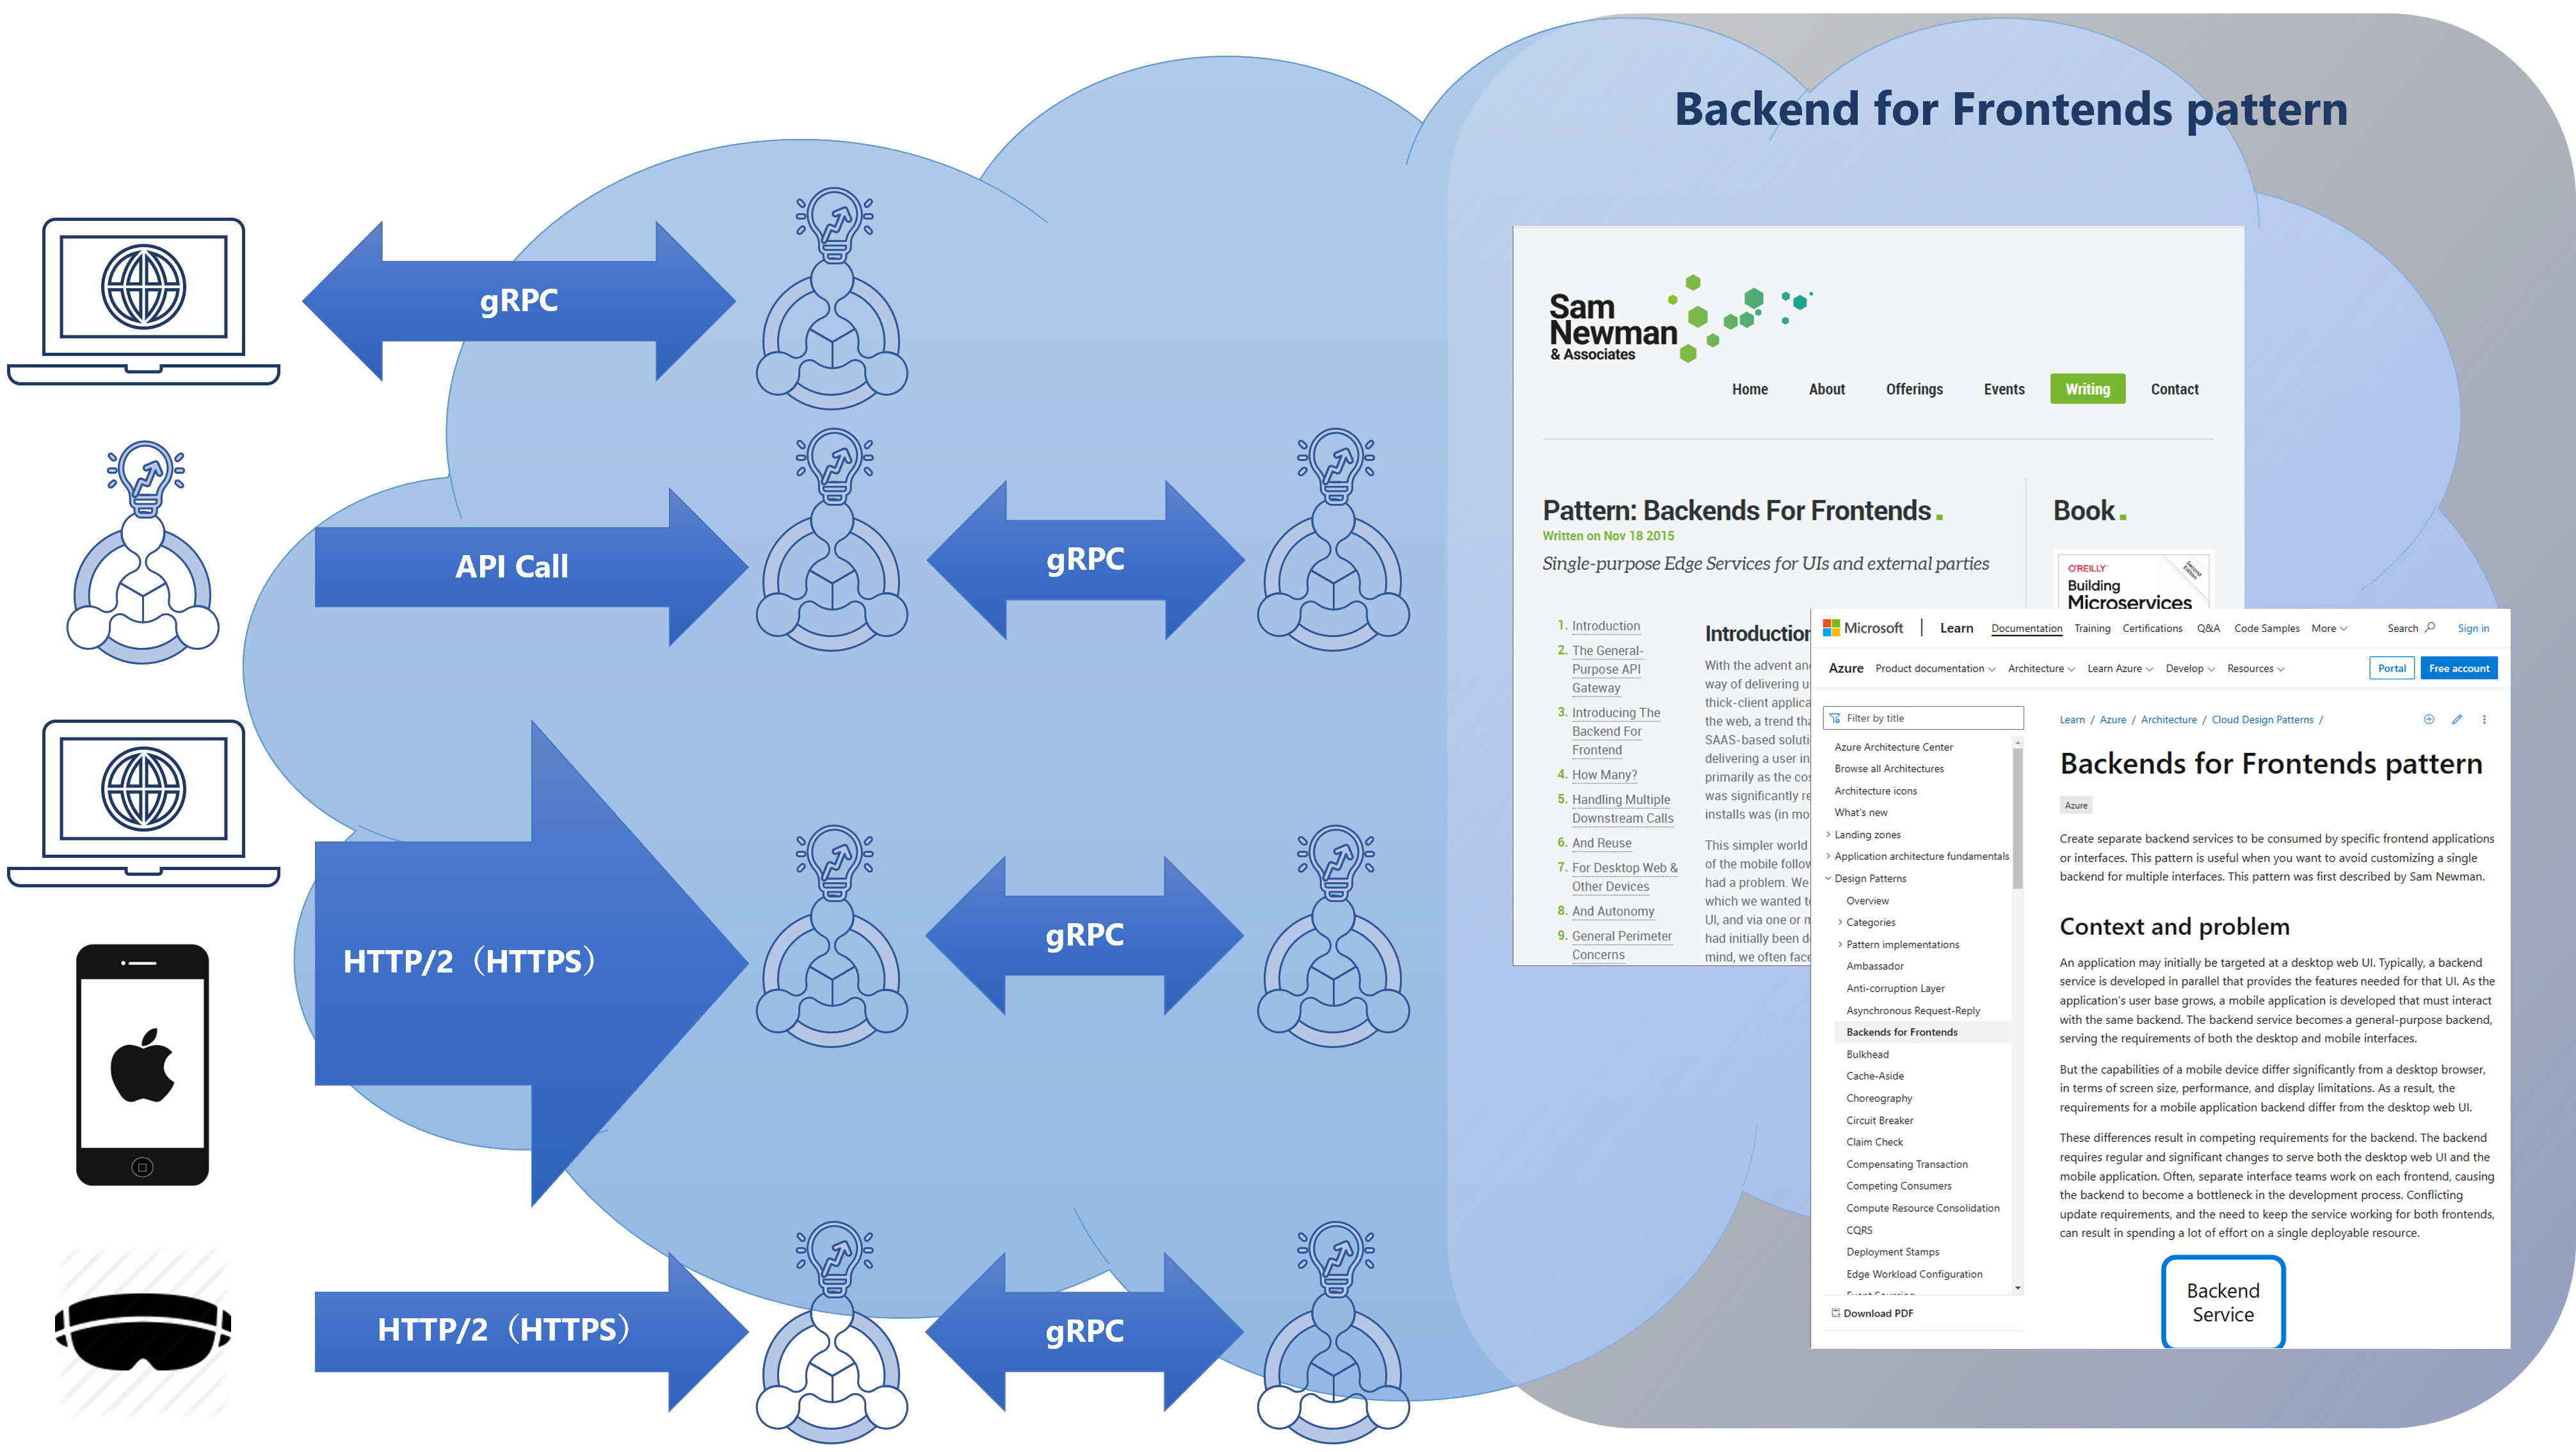 Backend for Frontends pattern
gRPC
API Call
gRPC
HTTP/2（HTTPS）
gRPC
HTTP/2（HTTPS）
gRPC
Sam
Newman
& Associates
Home About Offerings Events Writing Contact
Pattern: Backends For Frontends.
Written on Nov 18 2015
Single-purpose Edge Services for UIs and external parties
1. Introduction
2. The General-
Purpose API
Gateway
3. Introducing The
Backend For
Frontend
4. How Many?
5. Handling Multiple
Downstream Calls
6. And Reuse
7. For Desktop Web &
Other Devices
8. And Autonomy
9. General Perimeter
Concerns
Introduction
With the advent and
way of delivering u
thick-client applica
the web, a trend tha
SAAS-based soluti
delivering a user in
primarily as the cos
was significantly re
installs was (in mo
This simpler world
of the mobile follow
had a problem. We
which we wanted to
UI, and via one or m
had initially been d
mind, we often face
Book.
O'REILLY
Second
Edition
Building
Microservices
Microsoft | Learn Documentation Training Certifications Q&A Code Samples More Search Sign in
Azure Product documentation Architecture Learn Azure Develop Resources Portal Free account
Filter by title
Azure Architecture Center
Browse all Architectures
Architecture icons
What's new
Landing zones
Application architecture fundamentals
Design Patterns
Overview
Categories
Pattern implementations
Ambassador
Anti-corruption Layer
Asynchronous Request-Reply
Backends for Frontends
Bulkhead
Cache-Aside
Choreography
Circuit Breaker
Claim Check
Compensating Transaction
Competing Consumers
Compute Resource Consolidation
CQRS
Deployment Stamps
Edge Workload Configuration
Event Sourcing
Download PDF
Learn / Azure / Architecture / Cloud Design Patterns /
Backends for Frontends pattern
Azure
Create separate backend services to be consumed by specific frontend applications
or interfaces. This pattern is useful when you want to avoid customizing a single
backend for multiple interfaces. This pattern was first described by Sam Newman.
Context and problem
An application may initially be targeted at a desktop web UI. Typically, a backend
service is developed in parallel that provides the features needed for that UI. As the
application's user base grows, a mobile application is developed that must interact
with the same backend. The backend service becomes a general-purpose backend,
serving the requirements of both the desktop and mobile interfaces.
But the capabilities of a mobile device differ significantly from a desktop browser,
in terms of screen size, performance, and display limitations. As a result, the
requirements for a mobile application backend differ from the desktop web UI.
These differences result in competing requirements for the backend. The backend
requires regular and significant changes to serve both the desktop web UI and the
mobile application. Often, separate interface teams work on each frontend, causing
the backend to become a bottleneck in the development process. Conflicting
update requirements, and the need to keep the service working for both frontends,
can result in spending a lot of effort on a single deployable resource.
Backend
Service